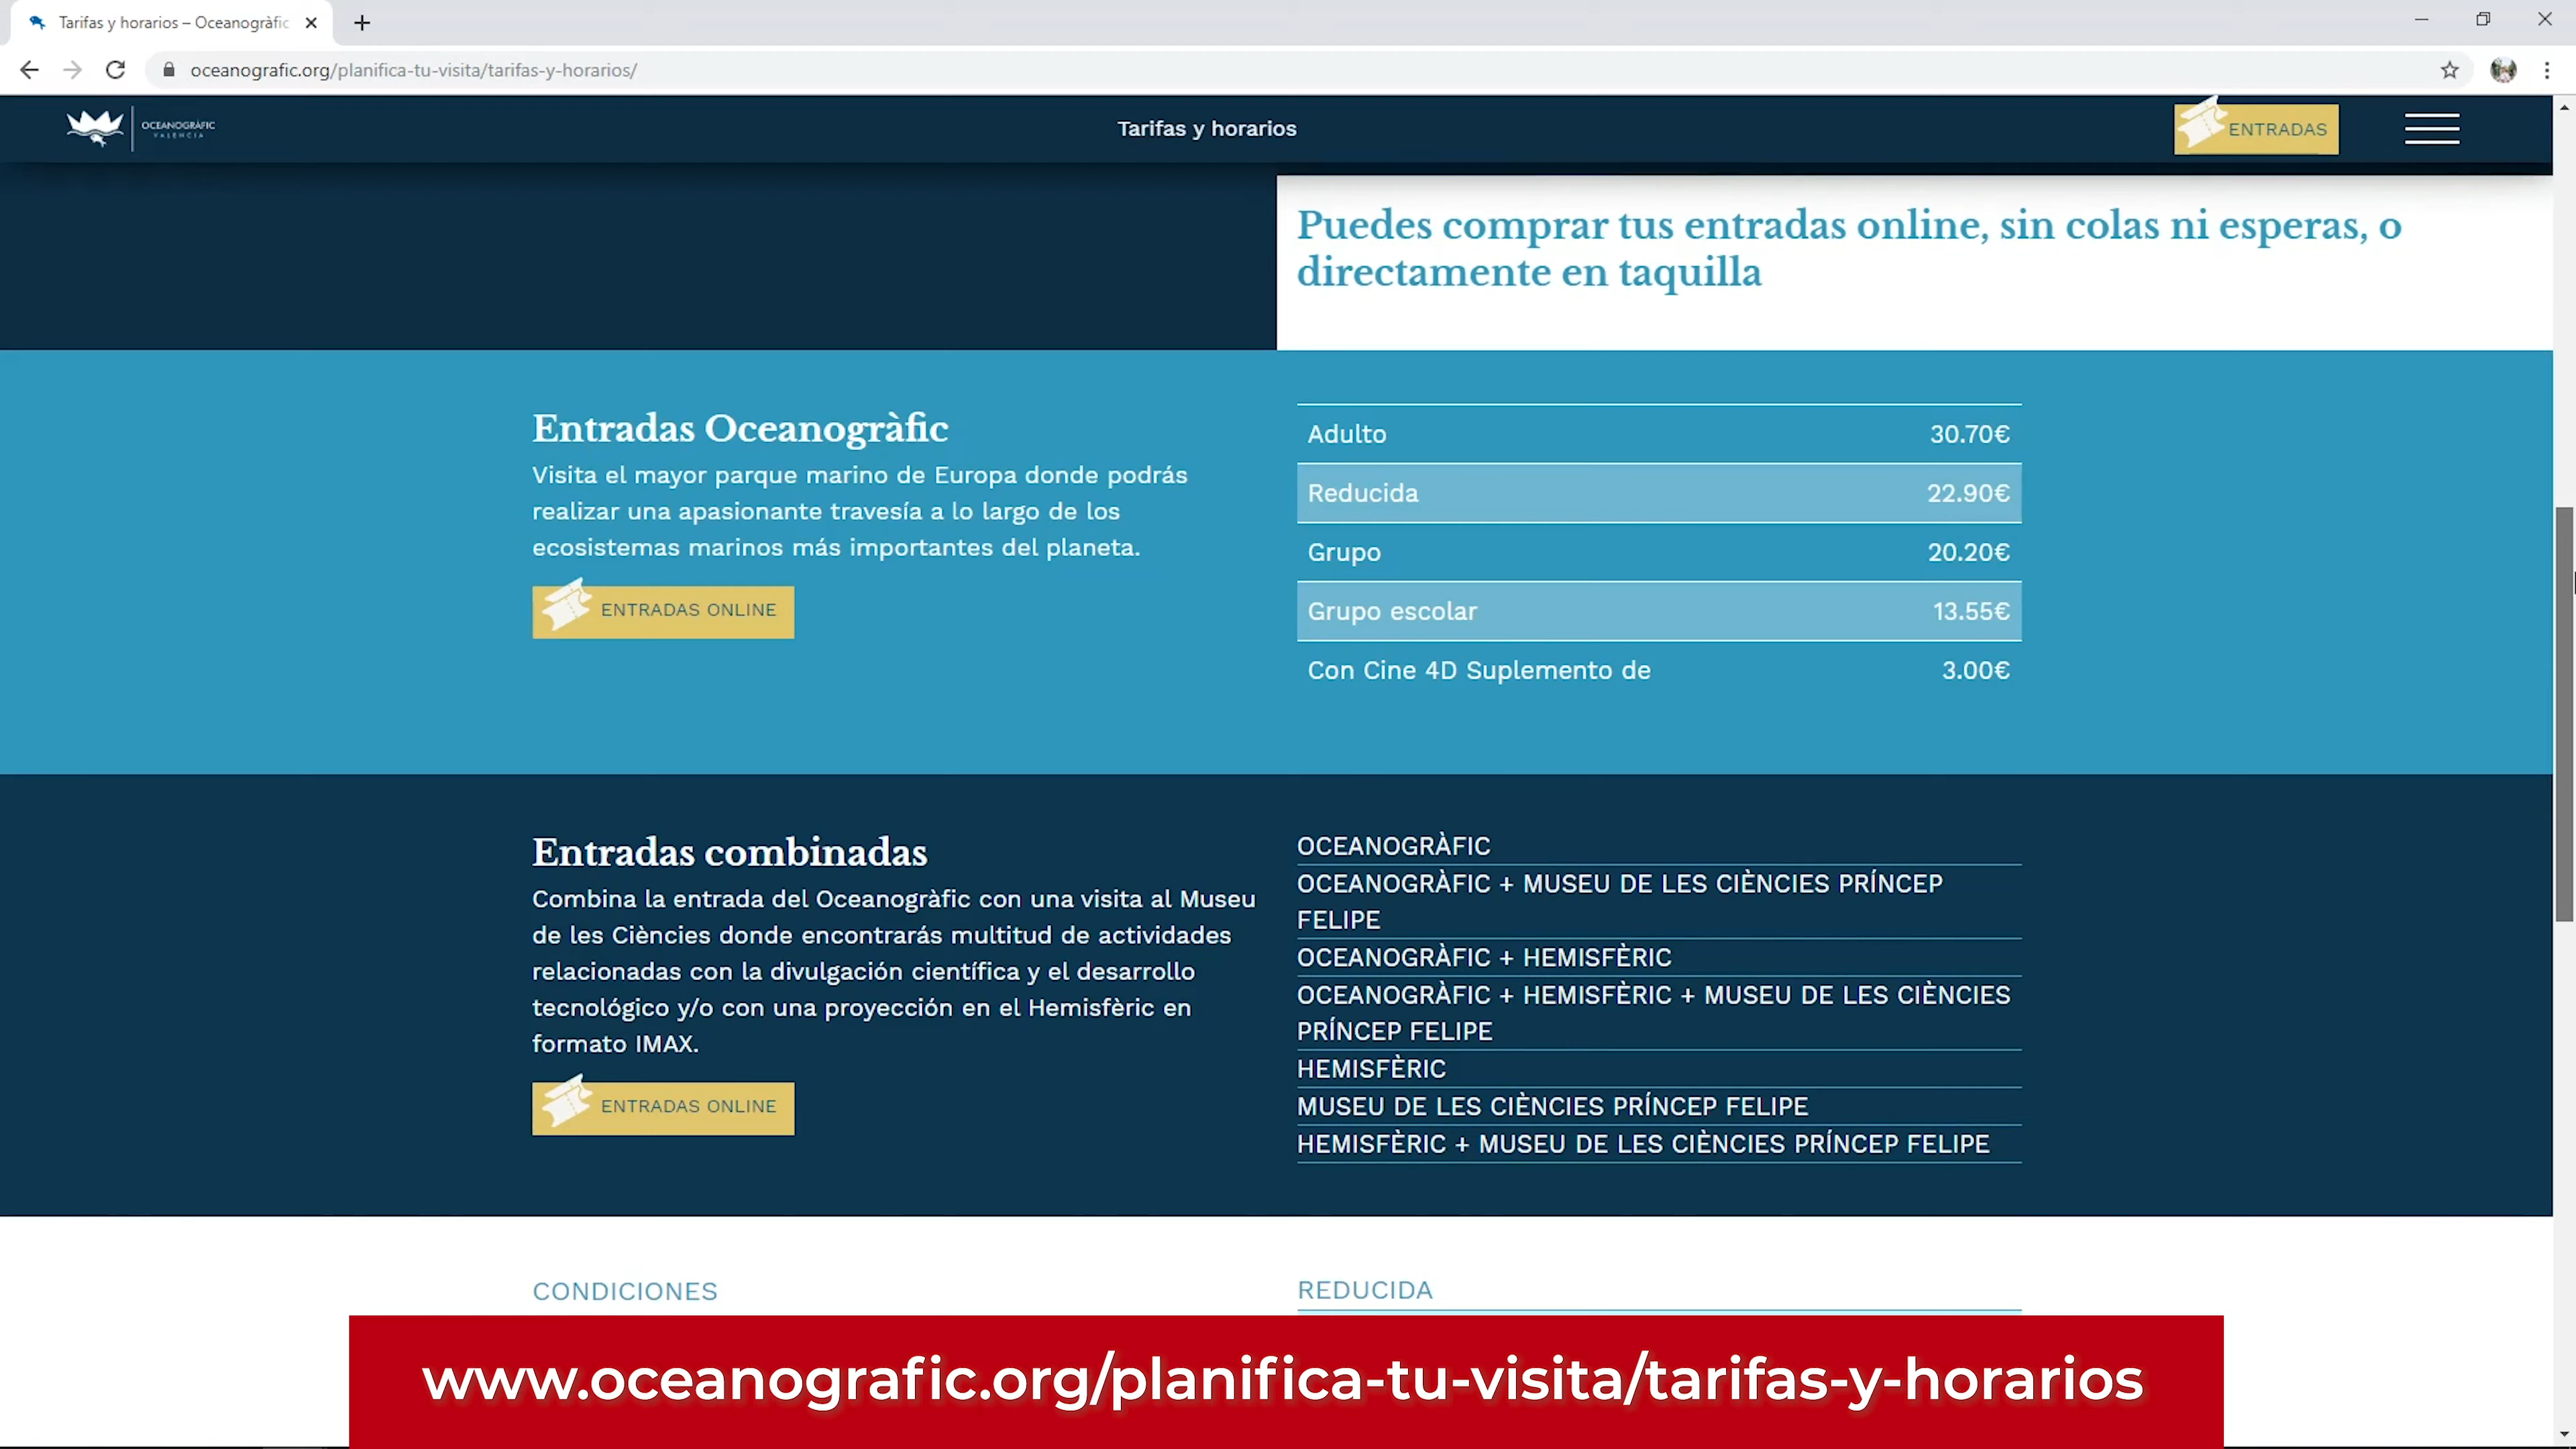 Tarifas y horarios – Oceanogràfic
oceanografic.org/planifica-tu-visita/tarifas-y-horarios/
OCEANOGRÀFIC
VALENCIA
Tarifas y horarios
ENTRADAS
Puedes comprar tus entradas online, sin colas ni esperas, o
directamente en taquilla
Entradas Oceanogràfic
Visita el mayor parque marino de Europa donde podrás
realizar una apasionante travesía a lo largo de los
ecosistemas marinos más importantes del planeta.
ENTRADAS ONLINE
Adulto 30.70€
Reducida 22.90€
Grupo 20.20€
Grupo escolar 13.55€
Con Cine 4D Suplemento de 3.00€
Entradas combinadas
Combina la entrada del Oceanogràfic con una visita al Museu
de les Ciències donde encontrarás multitud de actividades
relacionadas con la divulgación científica y el desarrollo
tecnológico y/o con una proyección en el Hemisfèric en
formato IMAX.
ENTRADAS ONLINE
OCEANOGRÀFIC
OCEANOGRÀFIC + MUSEU DE LES CIÈNCIES PRÍNCEP
FELIPE
OCEANOGRÀFIC + HEMISFÈRIC
OCEANOGRÀFIC + HEMISFÈRIC + MUSEU DE LES CIÈNCIES
PRÍNCEP FELIPE
HEMISFÈRIC
MUSEU DE LES CIÈNCIES PRÍNCEP FELIPE
HEMISFÈRIC + MUSEU DE LES CIÈNCIES PRÍNCEP FELIPE
CONDICIONES
REDUCIDA
www.oceanografic.org/planifica-tu-visita/tarifas-y-horarios